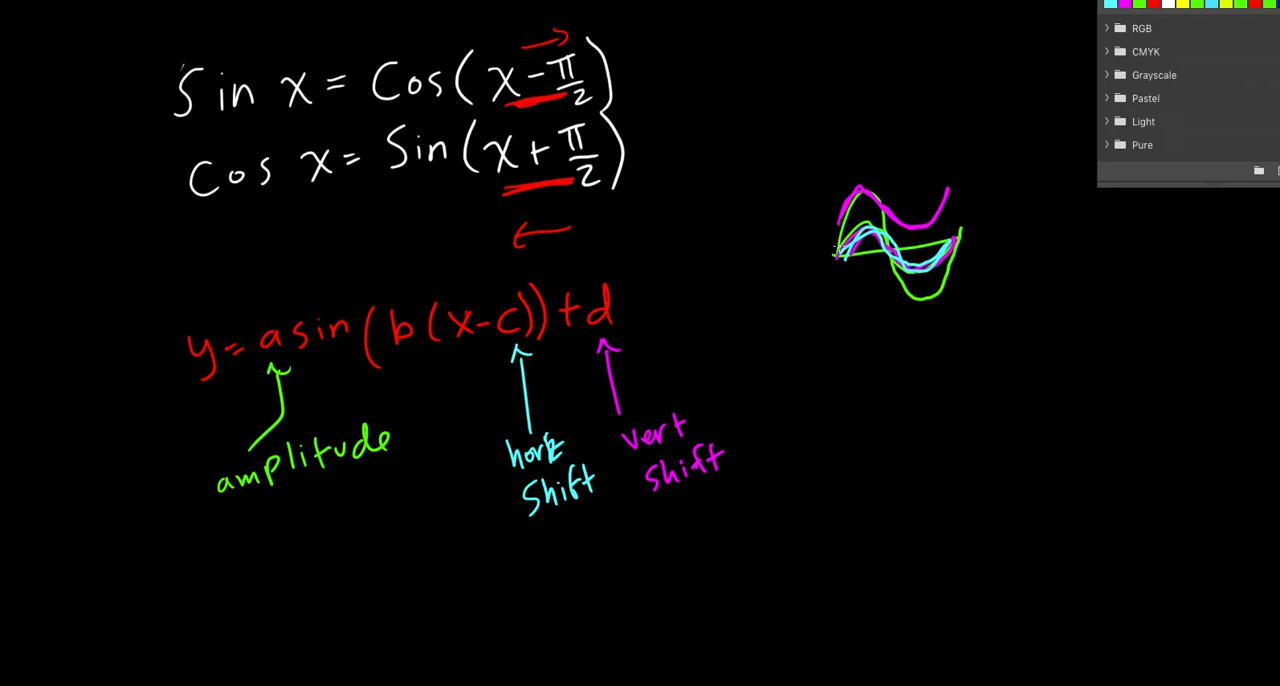 Sin x = Cos(x - π/2)
Cos x = Sin(x + π/2)
y = a sin(b(x-c)) + d
amplitude
horiz
shift
vert
shift
RGB
CMYK
Grayscale
Pastel
Light
Pure